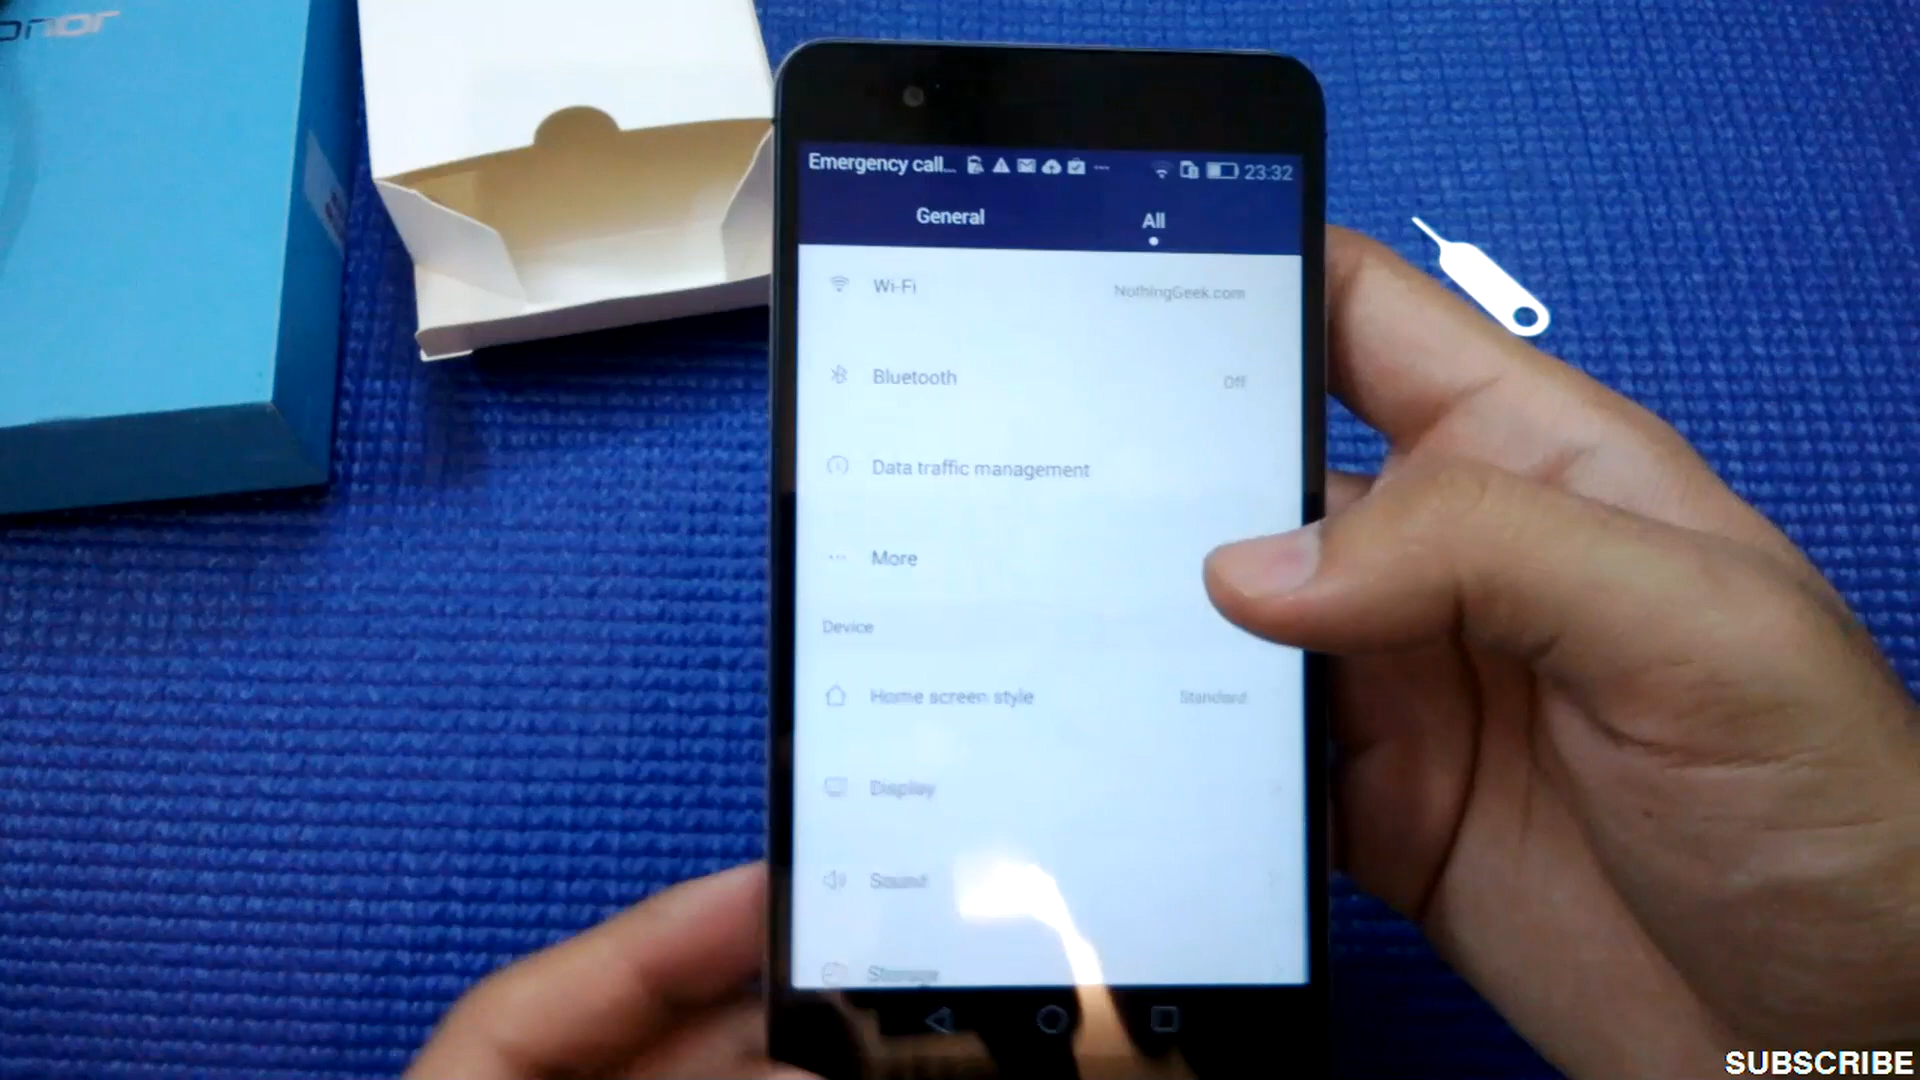 onor
Emergency call... 23:32
General All
Wi-Fi NothingGeek.com
Bluetooth Off
Data traffic management
More
Device
Home screen style Standard
Display
Sound
Storage
SUBSCRIBE